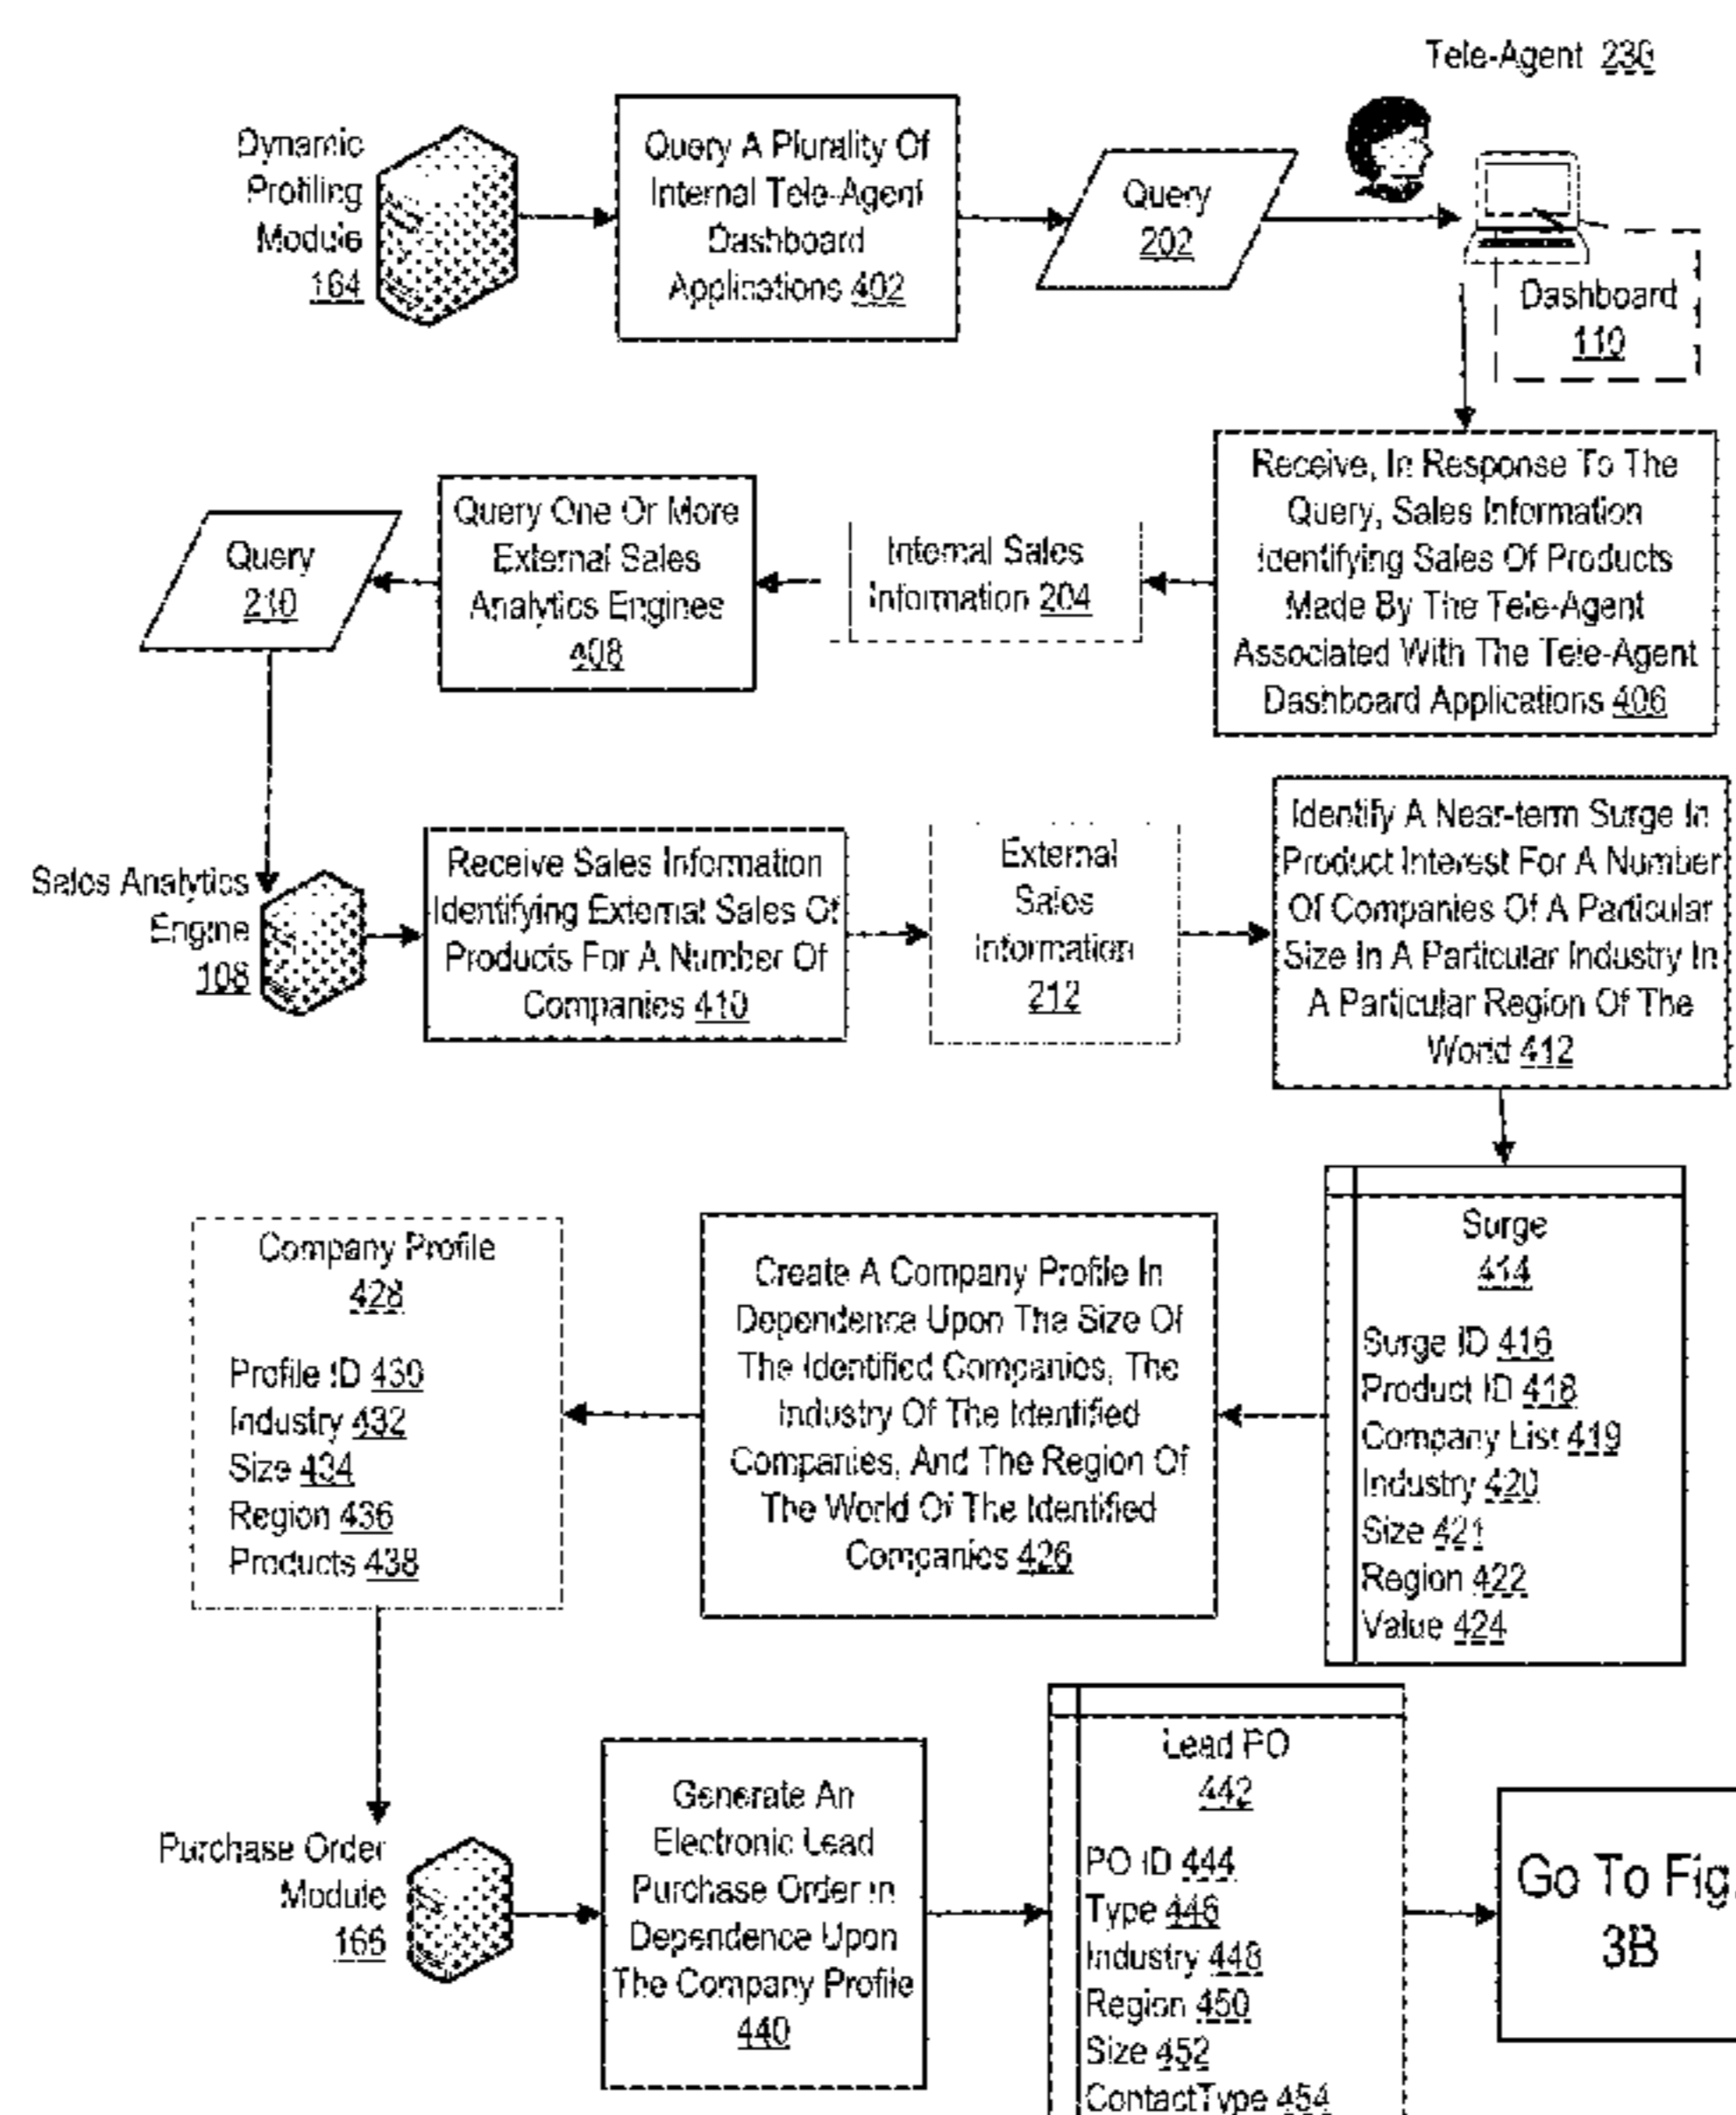 Tele-Agent 230
Dynamic
Profiling
Module
164
Query A Plurality Of
Internal Tele-Agent
Dashboard
Applications 402
Query
202
Dashboard
110
Receive, In Response To The
Query, Sales Information
Identifying Sales Of Products
Made By The Tele-Agent
Associated With The Tele-Agent
Dashboard Applications 406
Internal Sales
Information 204
Query One Or More
External Sales
Analytics Engines
408
Query
210
Sales Analytics
Engine
108
Receive Sales Information
Identifying External Sales Of
Products For A Number Of
Companies 410
External
Sales
Information
212
Identify A Near-term Surge In
Product Interest For A Number
Of Companies Of A Particular
Size In A Particular Industry In
A Particular Region Of The
World 412
Surge
414
Surge ID 416
Product ID 418
Company List 419
Industry 420
Size 421
Region 422
Value 424
Create A Company Profile In
Dependence Upon The Size Of
The Identified Companies, The
Industry Of The Identified
Companies, And The Region Of
The World Of The Identified
Companies 426
Company Profile
428
Profile ID 430
Industry 432
Size 434
Region 436
Products 438
Purchase Order
Module
166
Generate An
Electronic Lead
Purchase Order In
Dependence Upon
The Company Profile
440
Lead PO
442
PO ID 444
Type 446
Industry 448
Region 450
Size 452
ContactType 454
Go To Fig.
3B